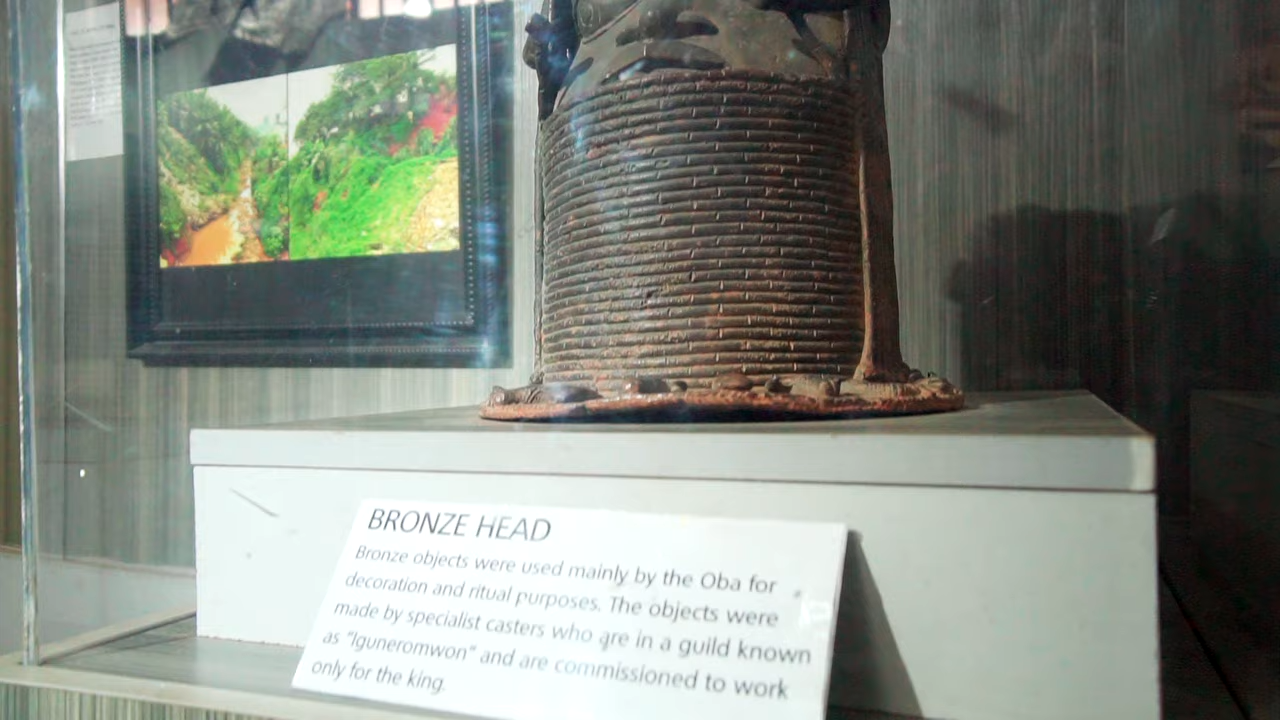 BRONZE HEAD
Bronze objects were used mainly by the Oba for
decoration and ritual purposes. The objects were
made by specialist casters who are in a guild known
as "Iguneromwon" and are commissioned to work
only for the king.